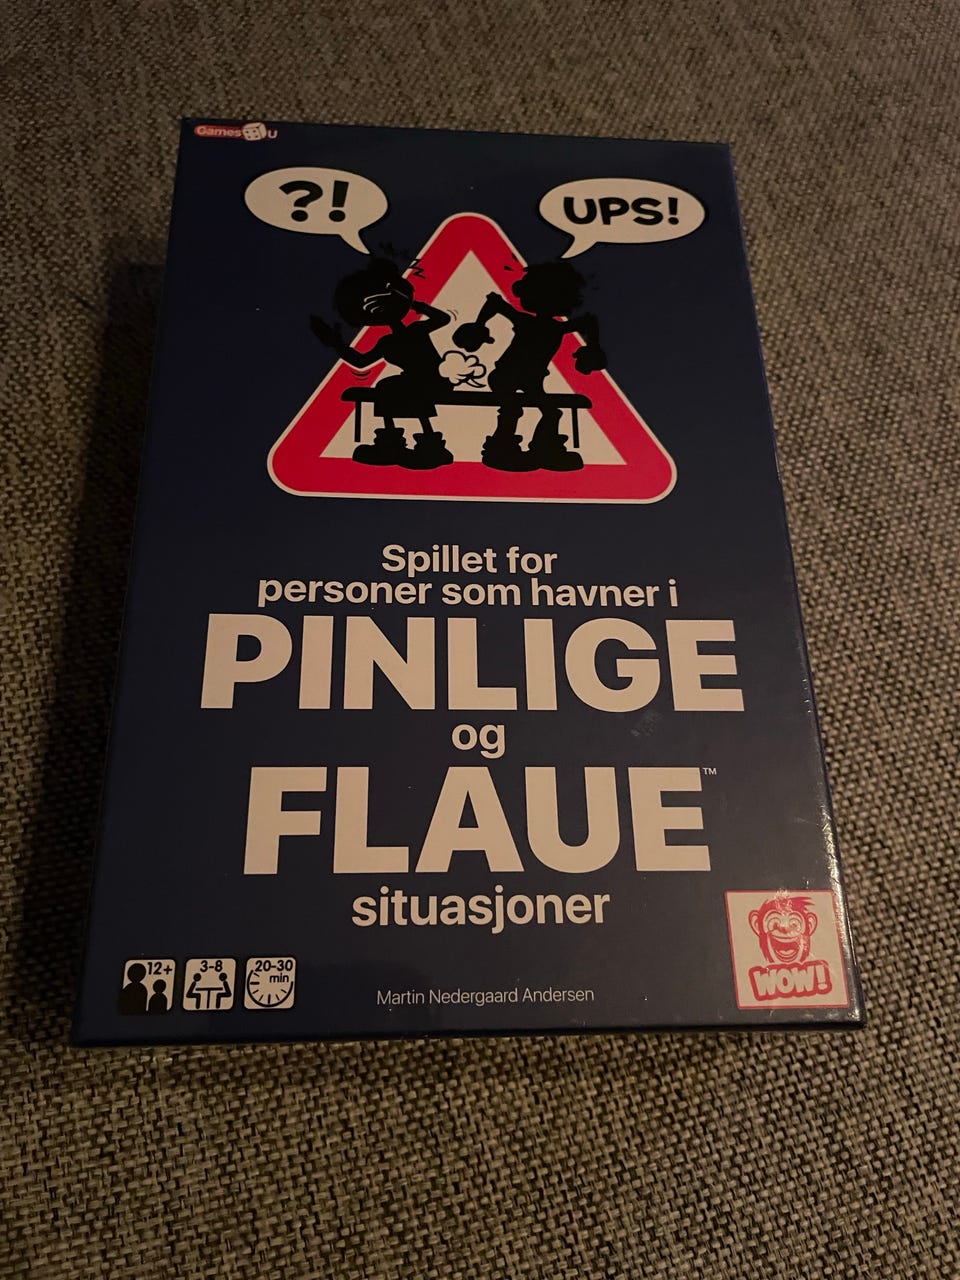 Games U
?!
UPS!
Spillet for
personer som havner i
PINLIGE
og
FLAUE™
situasjoner
12+
3-8
20-30
min
Martin Nedergaard Andersen
WOW!